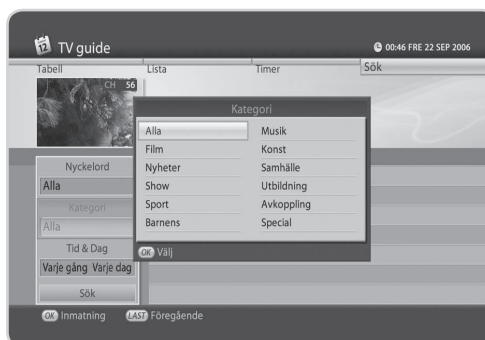 12 TV guide
00:46 FRE 22 SEP 2006
Tabell Lista Timer Sök
CH 56
Kategori
Alla Musik
Film Konst
Nyheter Samhälle
Show Utbildning
Sport Avkoppling
Barnens Special
OK Välj
Nyckelord
Alla
Kategori
Alla
Tid & Dag
Varje gång Varje dag
Sök
OK Inmatning LAST Föregående